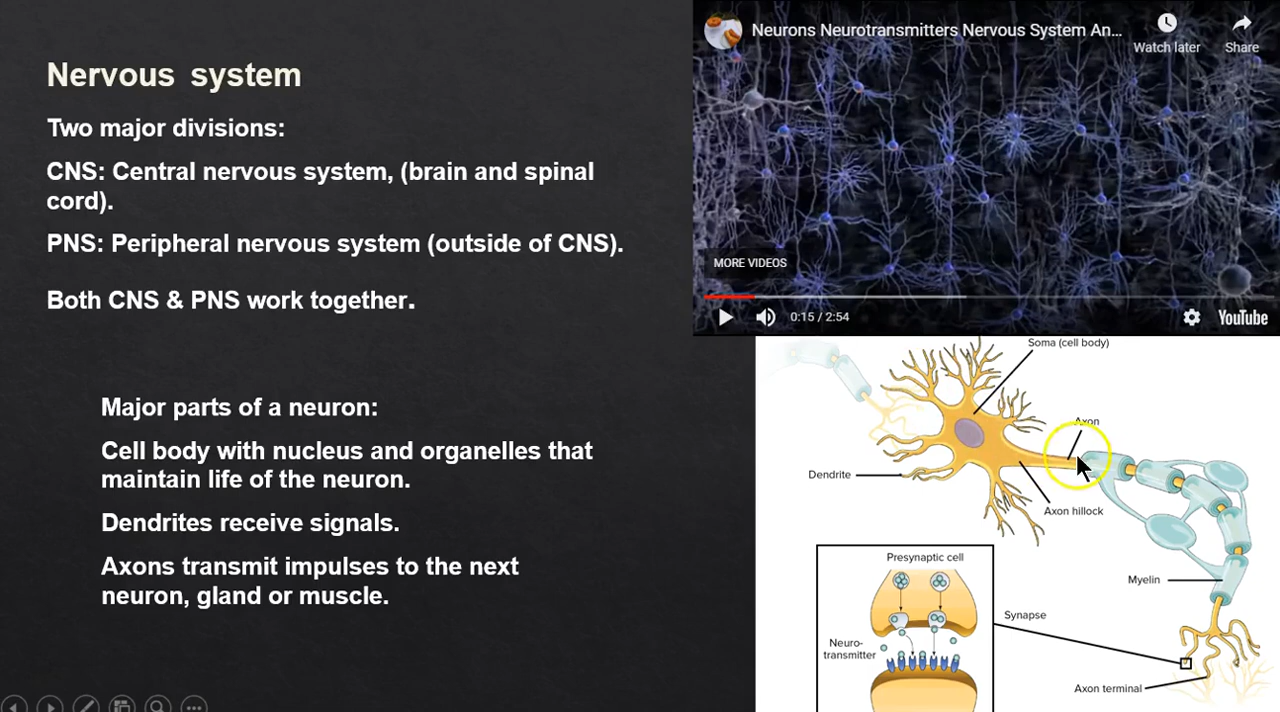 Nervous system
Two major divisions:
CNS: Central nervous system, (brain and spinal
cord).
PNS: Peripheral nervous system (outside of CNS).
Both CNS & PNS work together.
Major parts of a neuron:
Cell body with nucleus and organelles that
maintain life of the neuron.
Dendrites receive signals.
Axons transmit impulses to the next
neuron, gland or muscle.
Neurons Neurotransmitters Nervous System An...
Watch later
Share
MORE VIDEOS
0:15 / 2:54
YouTube
Soma (cell body)
Axon
Dendrite
Axon hillock
Presynaptic cell
Myelin
Synapse
Neuro-
transmitter
Axon terminal